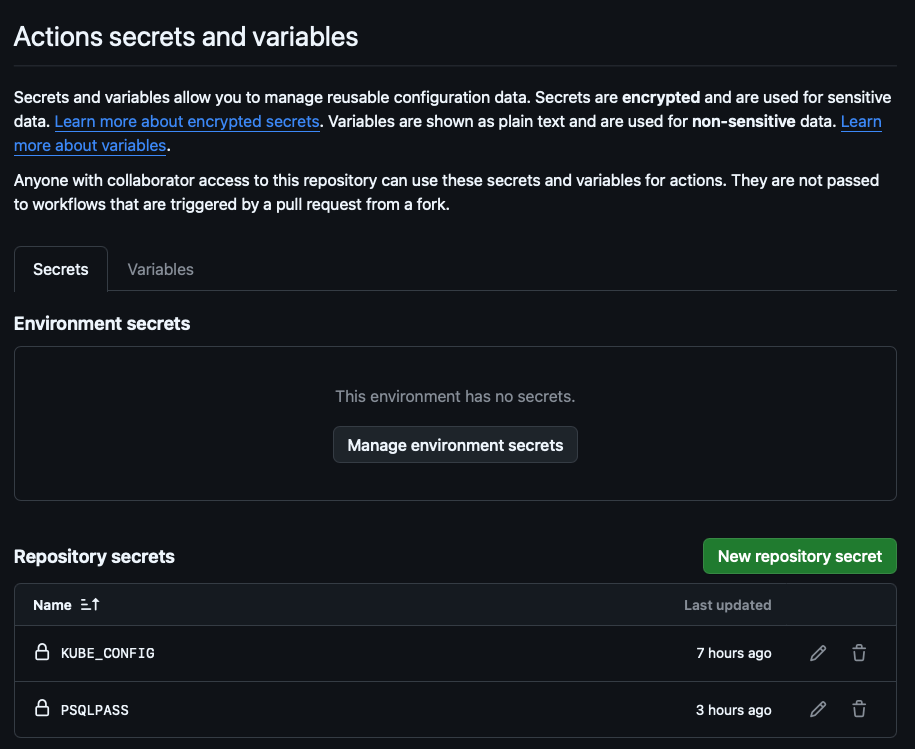 Actions secrets and variables
Secrets and variables allow you to manage reusable configuration data. Secrets are encrypted and are used for sensitive
data. Learn more about encrypted secrets. Variables are shown as plain text and are used for non-sensitive data. Learn
more about variables.
Anyone with collaborator access to this repository can use these secrets and variables for actions. They are not passed
to workflows that are triggered by a pull request from a fork.
Secrets Variables
Environment secrets
This environment has no secrets.
Manage environment secrets
Repository secrets New repository secret
Name Last updated
KUBE_CONFIG 7 hours ago
PSQLPASS 3 hours ago